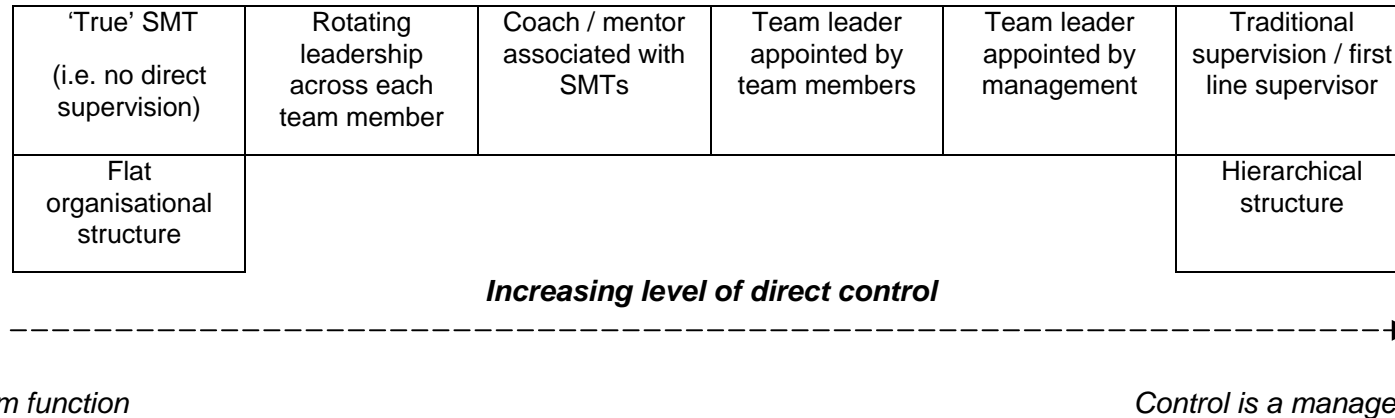 ‘True’ SMT
(i.e. no direct
supervision)
Rotating
leadership
across each
team member
Coach / mentor
associated with
SMTs
Team leader
appointed by
team members
Team leader
appointed by
management
Traditional
supervision / first
line supervisor
Flat
organisational
structure
Hierarchical
structure
Increasing level of direct control
m function
Control is a manage